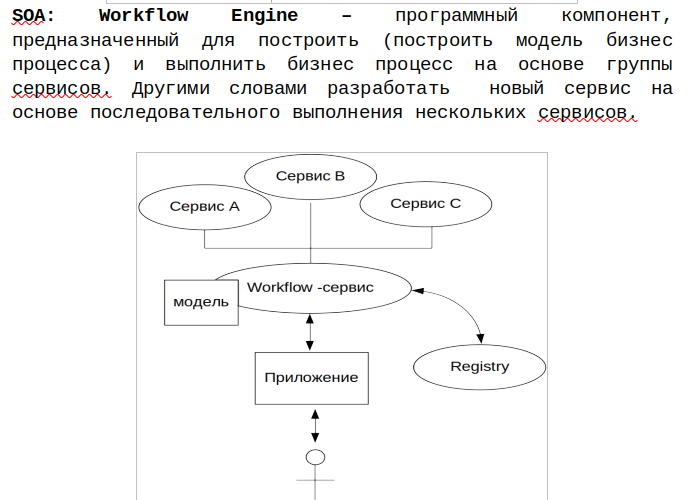 SOA: Workflow Engine – программный компонент,
предназначенный для построить (построить модель бизнес
процесса) и выполнить бизнес процесс на основе группы
сервисов. Другими словами разработать новый сервис на
основе последовательного выполнения нескольких сервисов.
Сервис B
Сервис A
Сервис C
Workflow -сервис
модель
Registry
Приложение